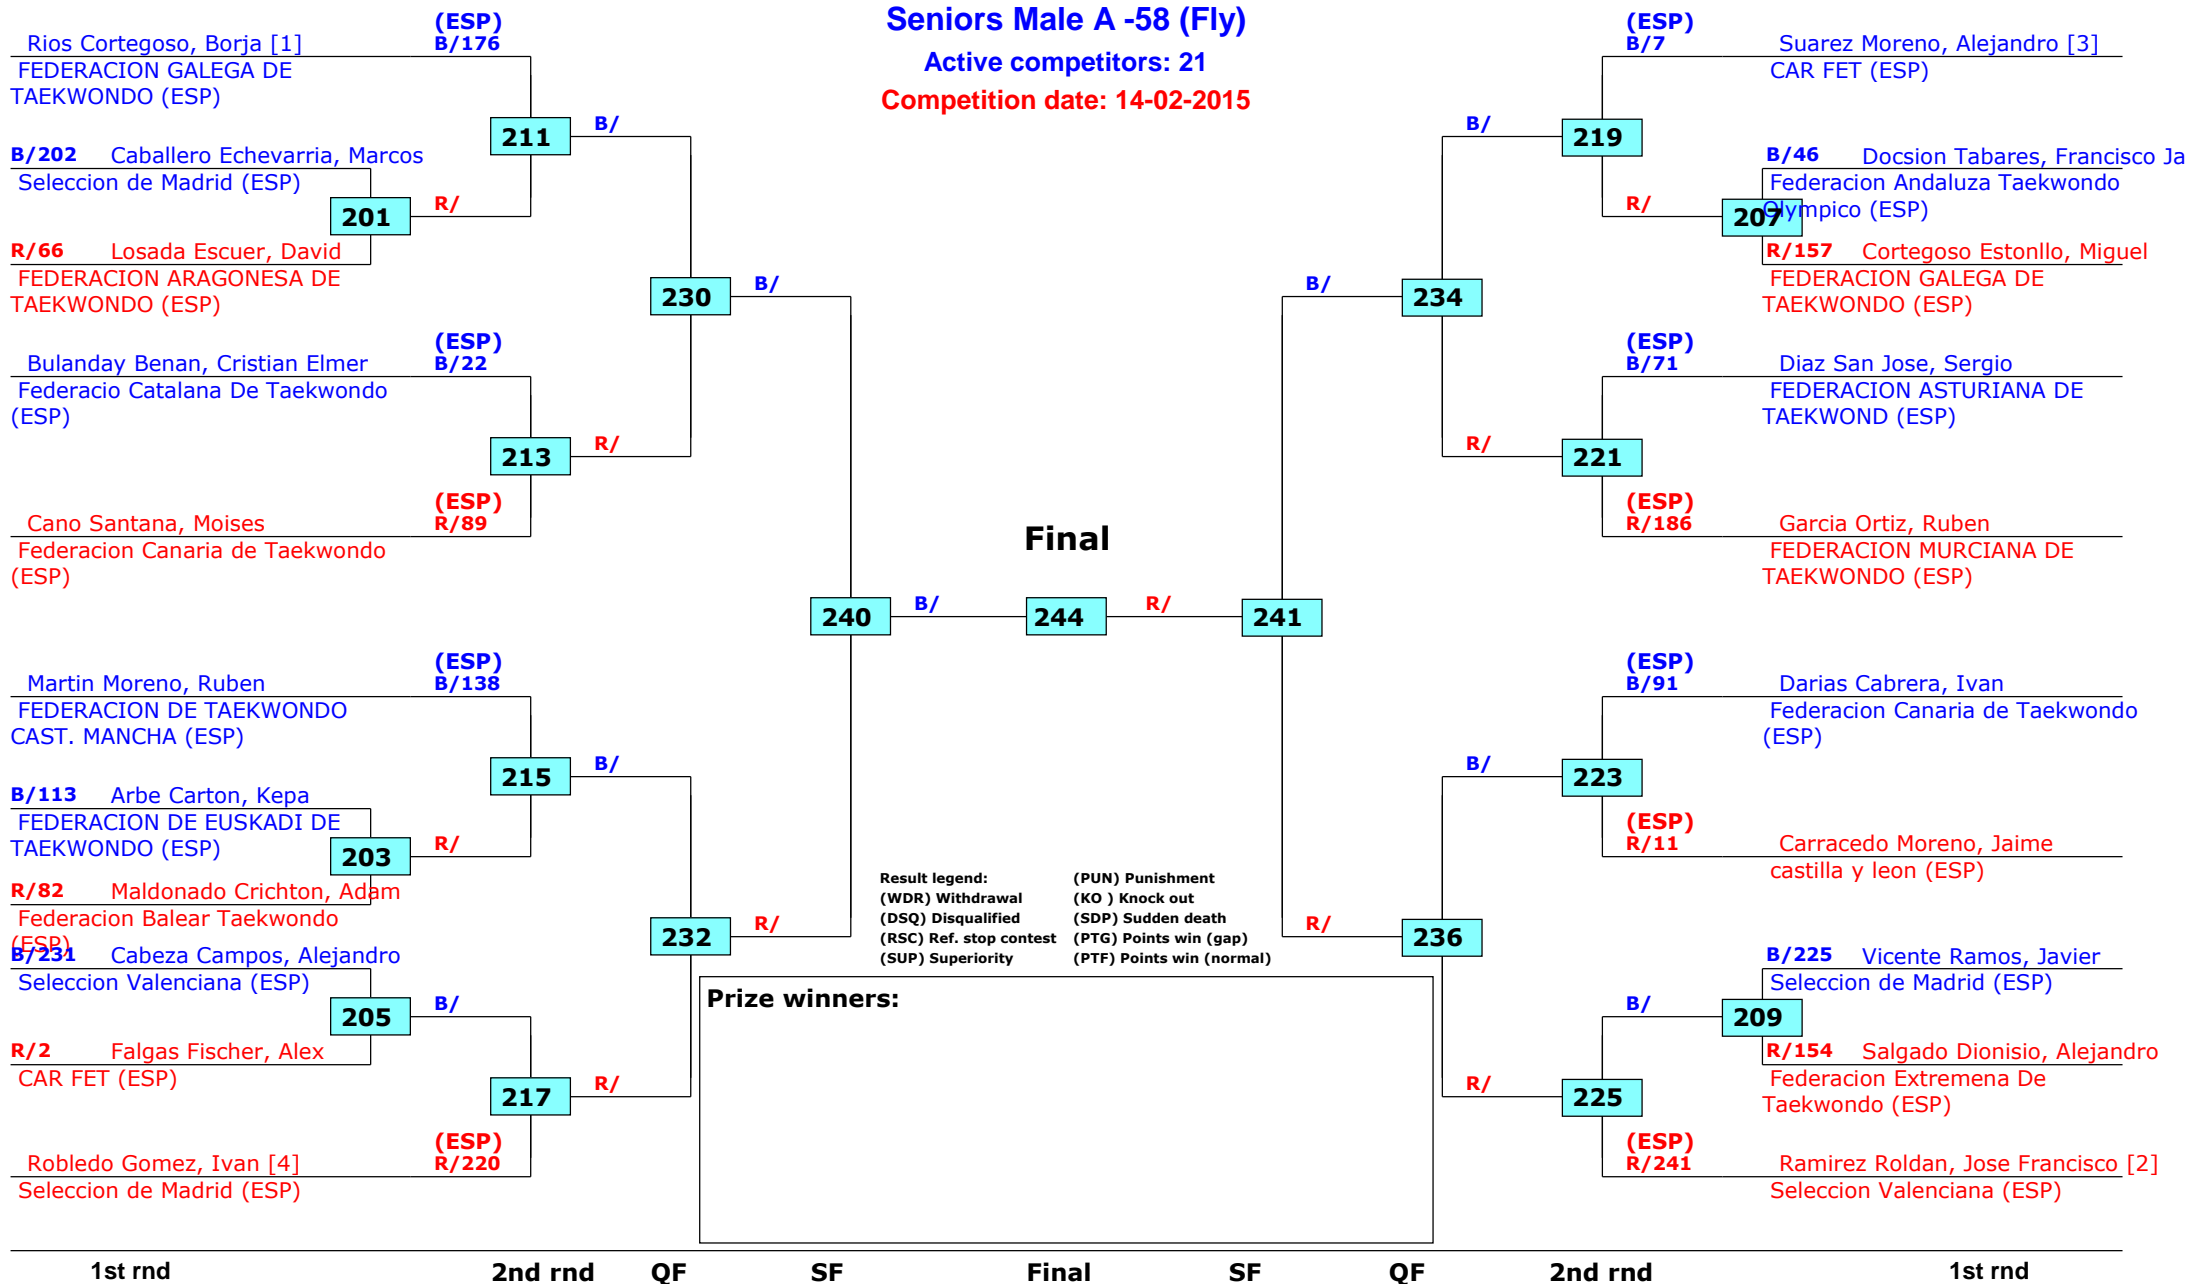 Seniors Male A -58 (Fly)
Active competitors: 21
Competition date: 14-02-2015
(ESP)
Rios Cortegoso, Borja [1] B/176
FEDERACION GALEGA DE
TAEKWONDO (ESP)
211
B/
B/202 Caballero Echevarria, Marcos
Seleccion de Madrid (ESP)
201
R/
R/66 Losada Escuer, David
FEDERACION ARAGONESA DE
TAEKWONDO (ESP)
230
B/
(ESP)
Bulanday Benan, Cristian Elmer B/22
Federacio Catalana De Taekwondo
(ESP)
213
R/
(ESP)
Cano Santana, Moises R/89
Federacion Canaria de Taekwondo
(ESP)
240
B/
(ESP)
Martin Moreno, Ruben B/138
FEDERACION DE TAEKWONDO
CAST. MANCHA (ESP)
215
B/
B/113 Arbe Carton, Kepa
FEDERACION DE EUSKADI DE
TAEKWONDO (ESP)
203
R/
R/82 Maldonado Crichton, Adam
Federacion Balear Taekwondo
(ESP)
232
R/
B/231 Cabeza Campos, Alejandro
Seleccion Valenciana (ESP)
205
B/
R/2 Falgas Fischer, Alex
CAR FET (ESP)
217
R/
(ESP)
Robledo Gomez, Ivan [4] R/220
Seleccion de Madrid (ESP)
Final
244
R/
241
(ESP)
B/7 Suarez Moreno, Alejandro [3]
CAR FET (ESP)
B/
219
B/46 Docsion Tabares, Francisco Ja
Federacion Andaluza Taekwondo
Olympico (ESP)
R/
207
R/157 Cortegoso Estonllo, Miguel
FEDERACION GALEGA DE
TAEKWONDO (ESP)
B/
234
(ESP)
B/71 Diaz San Jose, Sergio
FEDERACION ASTURIANA DE
TAEKWOND (ESP)
R/
221
(ESP)
R/186 Garcia Ortiz, Ruben
FEDERACION MURCIANA DE
TAEKWONDO (ESP)
(ESP)
B/91 Darias Cabrera, Ivan
Federacion Canaria de Taekwondo
(ESP)
B/
223
(ESP)
R/11 Carracedo Moreno, Jaime
castilla y leon (ESP)
R/
236
B/225 Vicente Ramos, Javier
Seleccion de Madrid (ESP)
B/
209
R/154 Salgado Dionisio, Alejandro
Federacion Extremena De
Taekwondo (ESP)
R/
225
(ESP)
R/241 Ramirez Roldan, Jose Francisco [2]
Seleccion Valenciana (ESP)
Result legend: (PUN) Punishment
(WDR) Withdrawal (KO ) Knock out
(DSQ) Disqualified (SDP) Sudden death
(RSC) Ref. stop contest (PTG) Points win (gap)
(SUP) Superiority (PTF) Points win (normal)
Prize winners:
1st rnd 2nd rnd QF SF Final SF QF 2nd rnd 1st rnd